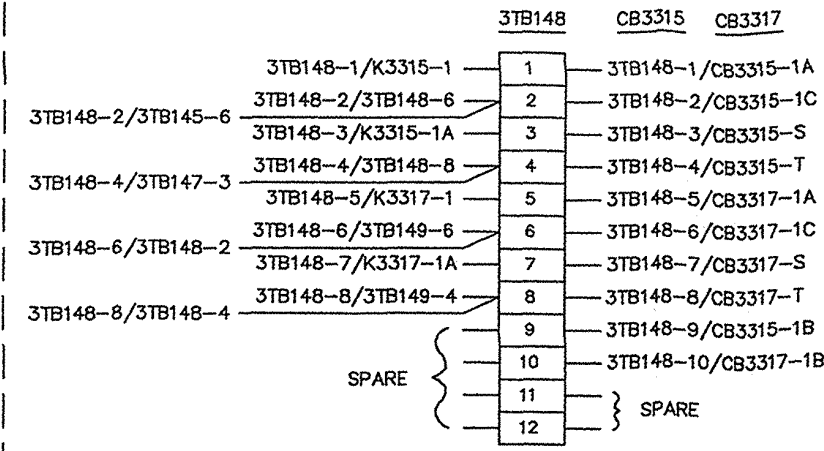 3TB148 CB3315 CB3317
3TB148-1/K3315-1 1 3TB148-1/CB3315-1A
3TB148-2/3TB148-6 2 3TB148-2/CB3315-1C
3TB148-2/3TB145-6
3TB148-3/K3315-1A 3 3TB148-3/CB3315-S
3TB148-4/3TB148-8 4 3TB148-4/CB3315-T
3TB148-4/3TB147-3
3TB148-5/K3317-1 5 3TB148-5/CB3317-1A
3TB148-6/3TB149-6 6 3TB148-6/CB3317-1C
3TB148-6/3TB148-2
3TB148-7/K3317-1A 7 3TB148-7/CB3317-S
3TB148-8/3TB149-4 8 3TB148-8/CB3317-T
3TB148-8/3TB148-4
9 3TB148-9/CB3315-1B
10 3TB148-10/CB3317-1B
SPARE
11
SPARE
12